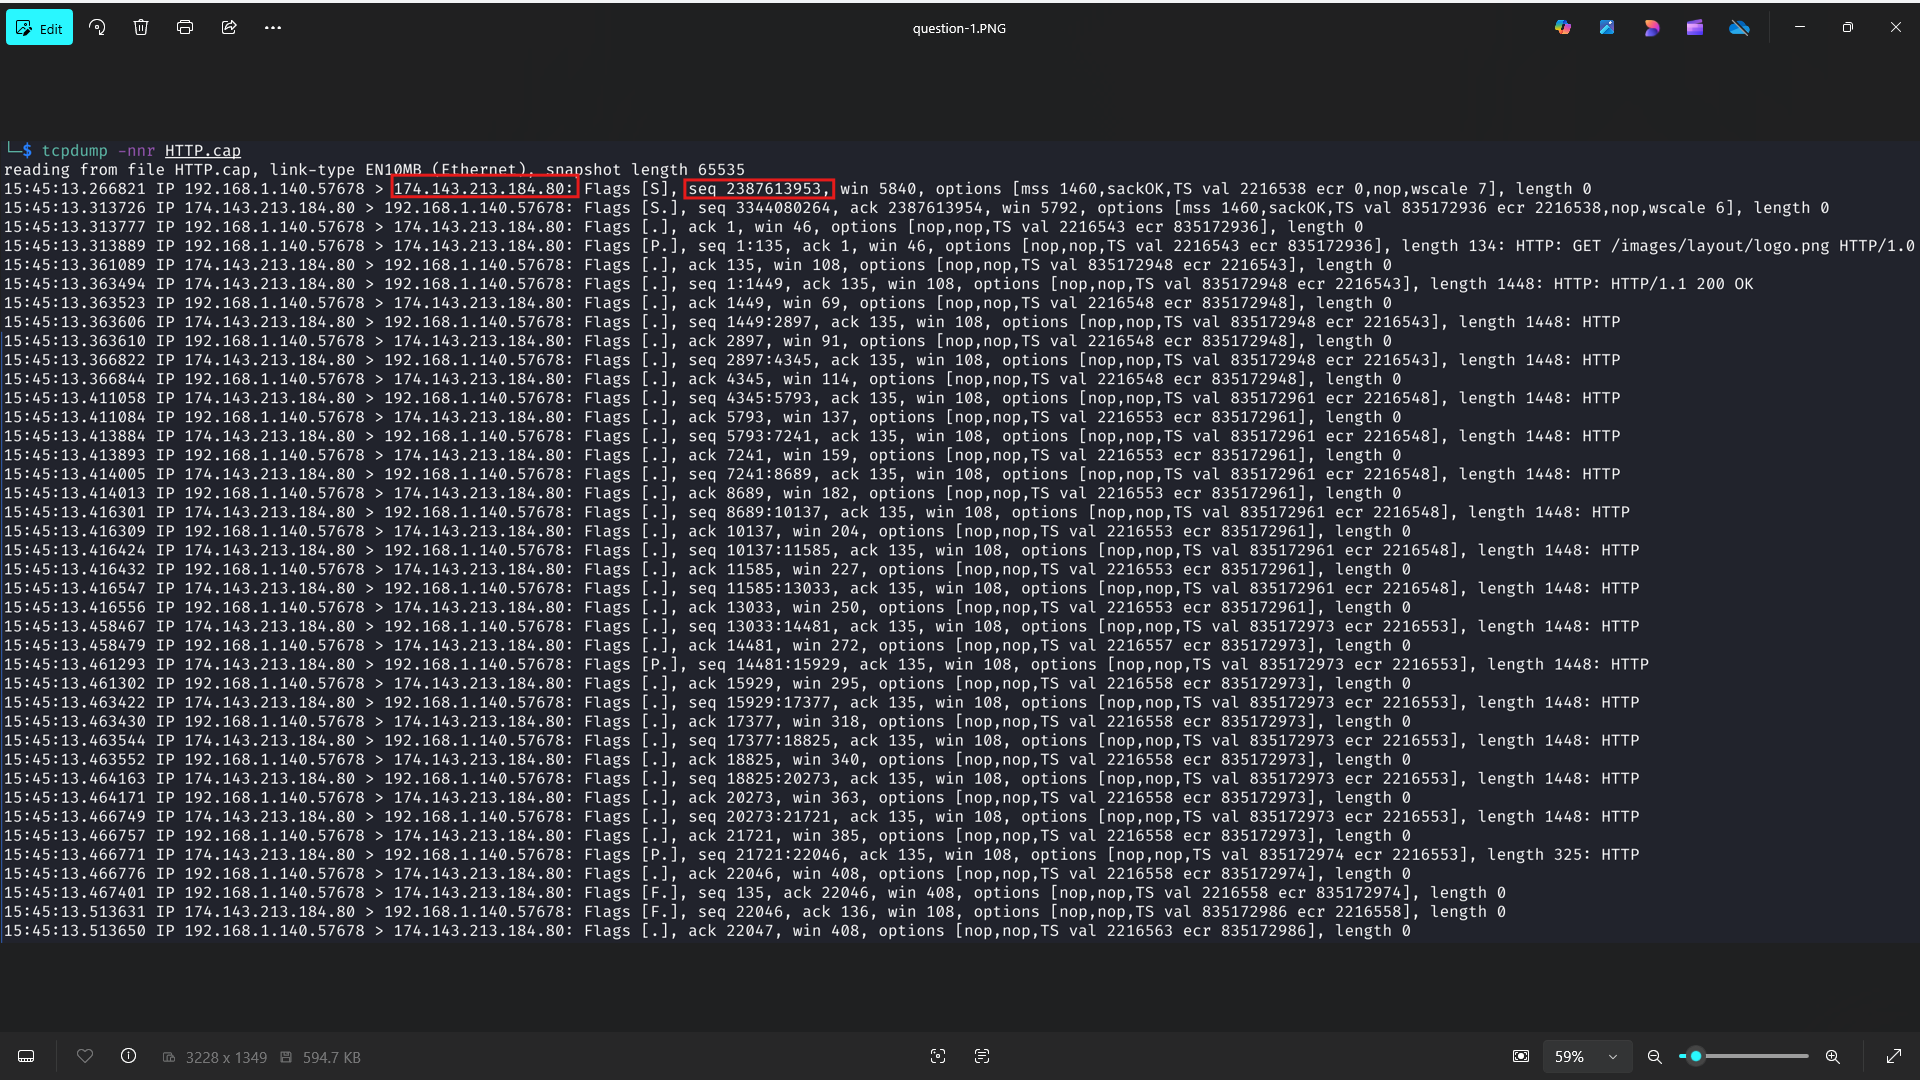 Edit
question-1.PNG
└─$ tcpdump -nnr HTTP.cap
reading from file HTTP.cap, link-type EN10MB (Ethernet), snapshot length 65535
15:45:13.266821 IP 192.168.1.140.57678 > 174.143.213.184.80: Flags [S], seq 2387613953, win 5840, options [mss 1460,sackOK,TS val 2216538 ecr 0,nop,wscale 7], length 0
15:45:13.313726 IP 174.143.213.184.80 > 192.168.1.140.57678: Flags [S.], seq 3344080264, ack 2387613954, win 5792, options [mss 1460,sackOK,TS val 835172936 ecr 2216538,nop,wscale 6], length 0
15:45:13.313777 IP 192.168.1.140.57678 > 174.143.213.184.80: Flags [.], ack 1, win 46, options [nop,nop,TS val 2216543 ecr 835172936], length 0
15:45:13.313889 IP 192.168.1.140.57678 > 174.143.213.184.80: Flags [P.], seq 1:135, ack 1, win 46, options [nop,nop,TS val 2216543 ecr 835172936], length 134: HTTP: GET /images/layout/logo.png HTTP/1.0
15:45:13.361089 IP 174.143.213.184.80 > 192.168.1.140.57678: Flags [.], ack 135, win 108, options [nop,nop,TS val 835172948 ecr 2216543], length 0
15:45:13.363494 IP 174.143.213.184.80 > 192.168.1.140.57678: Flags [.], seq 1:1449, ack 135, win 108, options [nop,nop,TS val 835172948 ecr 2216543], length 1448: HTTP: HTTP/1.1 200 OK
15:45:13.363523 IP 192.168.1.140.57678 > 174.143.213.184.80: Flags [.], ack 1449, win 69, options [nop,nop,TS val 2216548 ecr 835172948], length 0
15:45:13.363606 IP 174.143.213.184.80 > 192.168.1.140.57678: Flags [.], seq 1449:2897, ack 135, win 108, options [nop,nop,TS val 835172948 ecr 2216543], length 1448: HTTP
15:45:13.363610 IP 192.168.1.140.57678 > 174.143.213.184.80: Flags [.], ack 2897, win 91, options [nop,nop,TS val 2216548 ecr 835172948], length 0
15:45:13.366822 IP 174.143.213.184.80 > 192.168.1.140.57678: Flags [.], seq 2897:4345, ack 135, win 108, options [nop,nop,TS val 835172948 ecr 2216543], length 1448: HTTP
15:45:13.366844 IP 192.168.1.140.57678 > 174.143.213.184.80: Flags [.], ack 4345, win 114, options [nop,nop,TS val 2216548 ecr 835172948], length 0
15:45:13.411058 IP 174.143.213.184.80 > 192.168.1.140.57678: Flags [.], seq 4345:5793, ack 135, win 108, options [nop,nop,TS val 835172961 ecr 2216548], length 1448: HTTP
15:45:13.411084 IP 192.168.1.140.57678 > 174.143.213.184.80: Flags [.], ack 5793, win 137, options [nop,nop,TS val 2216553 ecr 835172961], length 0
15:45:13.413884 IP 174.143.213.184.80 > 192.168.1.140.57678: Flags [.], seq 5793:7241, ack 135, win 108, options [nop,nop,TS val 835172961 ecr 2216548], length 1448: HTTP
15:45:13.413893 IP 192.168.1.140.57678 > 174.143.213.184.80: Flags [.], ack 7241, win 159, options [nop,nop,TS val 2216553 ecr 835172961], length 0
15:45:13.414005 IP 174.143.213.184.80 > 192.168.1.140.57678: Flags [.], seq 7241:8689, ack 135, win 108, options [nop,nop,TS val 835172961 ecr 2216548], length 1448: HTTP
15:45:13.414013 IP 192.168.1.140.57678 > 174.143.213.184.80: Flags [.], ack 8689, win 182, options [nop,nop,TS val 2216553 ecr 835172961], length 0
15:45:13.416301 IP 174.143.213.184.80 > 192.168.1.140.57678: Flags [.], seq 8689:10137, ack 135, win 108, options [nop,nop,TS val 835172961 ecr 2216548], length 1448: HTTP
15:45:13.416309 IP 192.168.1.140.57678 > 174.143.213.184.80: Flags [.], ack 10137, win 204, options [nop,nop,TS val 2216553 ecr 835172961], length 0
15:45:13.416424 IP 174.143.213.184.80 > 192.168.1.140.57678: Flags [.], seq 10137:11585, ack 135, win 108, options [nop,nop,TS val 835172961 ecr 2216548], length 1448: HTTP
15:45:13.416432 IP 192.168.1.140.57678 > 174.143.213.184.80: Flags [.], ack 11585, win 227, options [nop,nop,TS val 2216553 ecr 835172961], length 0
15:45:13.416547 IP 174.143.213.184.80 > 192.168.1.140.57678: Flags [.], seq 11585:13033, ack 135, win 108, options [nop,nop,TS val 835172961 ecr 2216548], length 1448: HTTP
15:45:13.416556 IP 192.168.1.140.57678 > 174.143.213.184.80: Flags [.], ack 13033, win 250, options [nop,nop,TS val 2216553 ecr 835172961], length 0
15:45:13.458467 IP 174.143.213.184.80 > 192.168.1.140.57678: Flags [.], seq 13033:14481, ack 135, win 108, options [nop,nop,TS val 835172973 ecr 2216553], length 1448: HTTP
15:45:13.458479 IP 192.168.1.140.57678 > 174.143.213.184.80: Flags [.], ack 14481, win 272, options [nop,nop,TS val 2216557 ecr 835172973], length 0
15:45:13.461293 IP 174.143.213.184.80 > 192.168.1.140.57678: Flags [P.], seq 14481:15929, ack 135, win 108, options [nop,nop,TS val 835172973 ecr 2216553], length 1448: HTTP
15:45:13.461302 IP 192.168.1.140.57678 > 174.143.213.184.80: Flags [.], ack 15929, win 295, options [nop,nop,TS val 2216558 ecr 835172973], length 0
15:45:13.463422 IP 174.143.213.184.80 > 192.168.1.140.57678: Flags [.], seq 15929:17377, ack 135, win 108, options [nop,nop,TS val 835172973 ecr 2216553], length 1448: HTTP
15:45:13.463430 IP 192.168.1.140.57678 > 174.143.213.184.80: Flags [.], ack 17377, win 318, options [nop,nop,TS val 2216558 ecr 835172973], length 0
15:45:13.463544 IP 174.143.213.184.80 > 192.168.1.140.57678: Flags [.], seq 17377:18825, ack 135, win 108, options [nop,nop,TS val 835172973 ecr 2216553], length 1448: HTTP
15:45:13.463552 IP 192.168.1.140.57678 > 174.143.213.184.80: Flags [.], ack 18825, win 340, options [nop,nop,TS val 2216558 ecr 835172973], length 0
15:45:13.464163 IP 174.143.213.184.80 > 192.168.1.140.57678: Flags [.], seq 18825:20273, ack 135, win 108, options [nop,nop,TS val 835172973 ecr 2216553], length 1448: HTTP
15:45:13.464171 IP 192.168.1.140.57678 > 174.143.213.184.80: Flags [.], ack 20273, win 363, options [nop,nop,TS val 2216558 ecr 835172973], length 0
15:45:13.466749 IP 174.143.213.184.80 > 192.168.1.140.57678: Flags [.], seq 20273:21721, ack 135, win 108, options [nop,nop,TS val 835172973 ecr 2216553], length 1448: HTTP
15:45:13.466757 IP 192.168.1.140.57678 > 174.143.213.184.80: Flags [.], ack 21721, win 385, options [nop,nop,TS val 2216558 ecr 835172973], length 0
15:45:13.466771 IP 174.143.213.184.80 > 192.168.1.140.57678: Flags [P.], seq 21721:22046, ack 135, win 108, options [nop,nop,TS val 835172974 ecr 2216553], length 325: HTTP
15:45:13.466776 IP 192.168.1.140.57678 > 174.143.213.184.80: Flags [.], ack 22046, win 408, options [nop,nop,TS val 2216558 ecr 835172974], length 0
15:45:13.467401 IP 192.168.1.140.57678 > 174.143.213.184.80: Flags [F.], seq 135, ack 22046, win 408, options [nop,nop,TS val 2216558 ecr 835172974], length 0
15:45:13.513631 IP 174.143.213.184.80 > 192.168.1.140.57678: Flags [F.], seq 22046, ack 136, win 108, options [nop,nop,TS val 835172986 ecr 2216558], length 0
15:45:13.513650 IP 192.168.1.140.57678 > 174.143.213.184.80: Flags [.], ack 22047, win 408, options [nop,nop,TS val 2216563 ecr 835172986], length 0
3228 x 1349 594.7 KB 59%